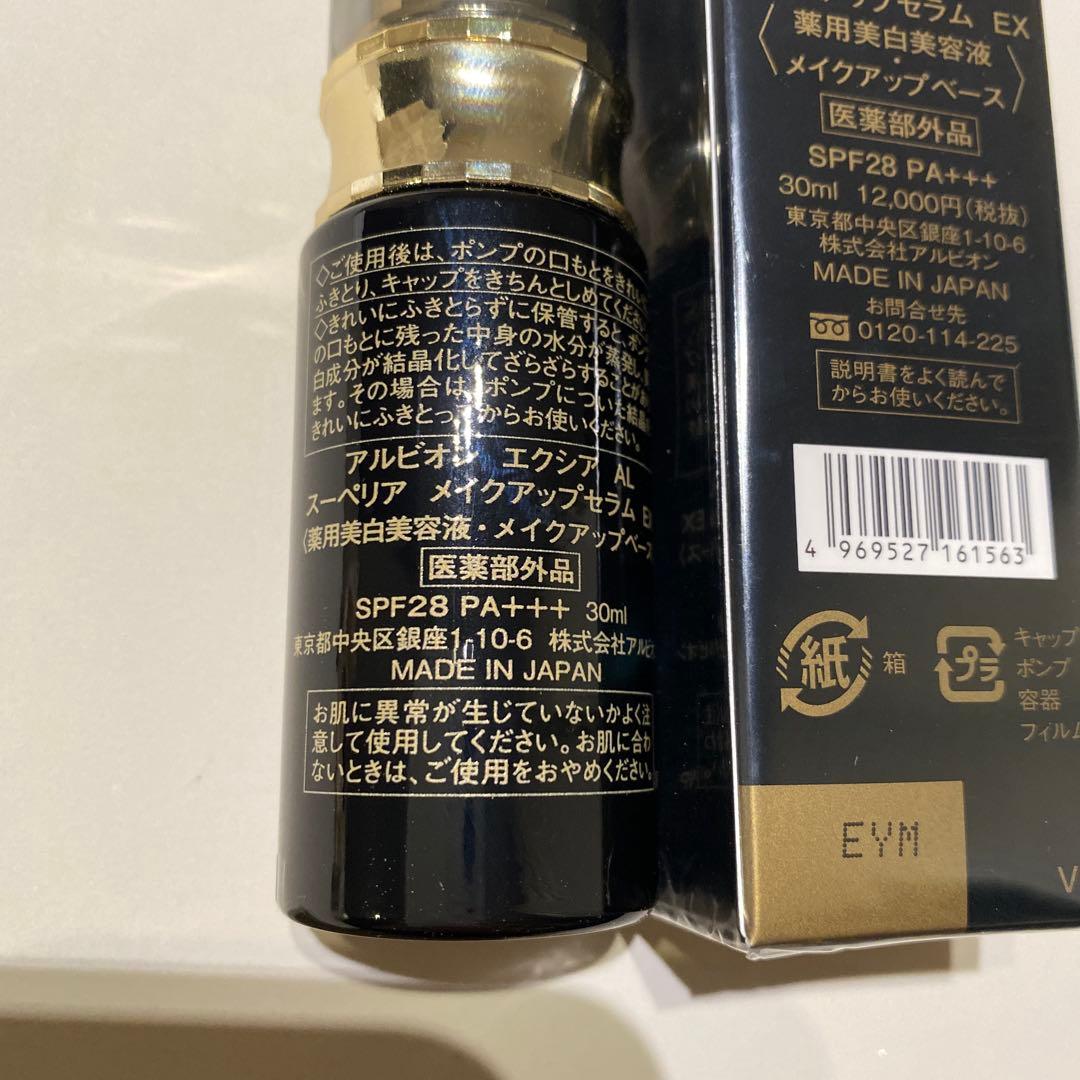 ◇ご使用後は、ポンプの口もとをきれいに
ふきとり、キャップをきちんとしめてください。
◇きれいにふきとらずに保管すると、ポンプ
の口もとに残った中身の水分が蒸発し
白成分が結晶化してざらざらすることが
ます。その場合は、ポンプについた結晶
きれいにふきとってからお使いください。
アルビオン エクシア AL
スーペリア メイクアップセラム EX
〈薬用美白美容液・メイクアップベース
医薬部外品
SPF28 PA+++ 30ml
東京都中央区銀座1-10-6 株式会社アルビオ
MADE IN JAPAN
お肌に異常が生じていないかよく注
意して使用してください。お肌に合わ
ないときは、ご使用をおやめください。
アップセラム EX
〈薬用美白美容液・
メイクアップベース〉
医薬部外品
SPF28 PA+++
30ml 12,000円(税抜)
東京都中央区銀座1-10-6
株式会社アルビオン
MADE IN JAPAN
お問合せ先
0120-114-225
説明書をよく読んで
からお使いください。
4 969527 161563
紙 箱
プラ キャップ
ポンプ
容器
フィルム
EYM
V